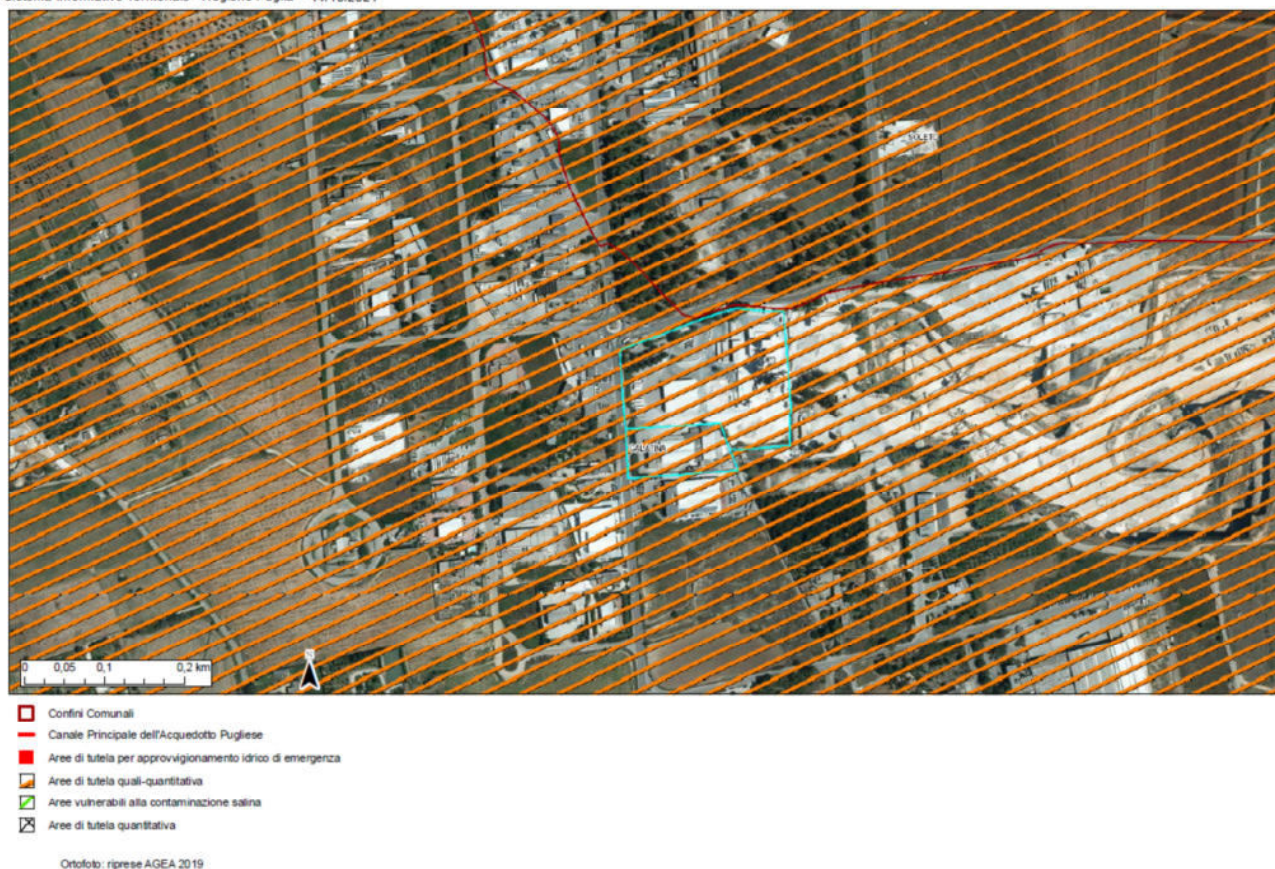 SOLETO
GALATINA
0 0,05 0,1 0,2 km
N
Confini Comunali
Canale Principale dell'Acquedotto Pugliese
Aree di tutela per approvvigionamento idrico di emergenza
Aree di tutela quali-quantitativa
Aree vulnerabili alla contaminazione salina
Aree di tutela quantitativa
Ortofoto: riprese AGEA 2019